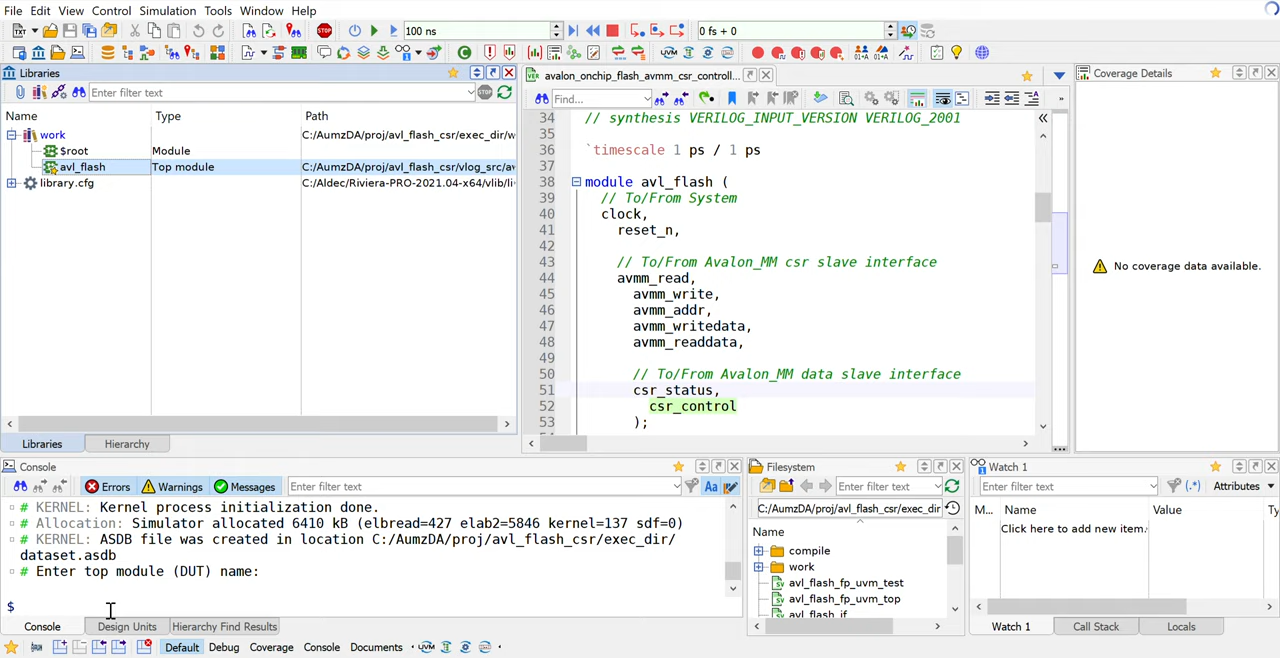 File Edit View Control Simulation Tools Window Help
100 ns
0 fs + 0
Libraries
Enter filter text
Name Type Path
work C:/AumzDA/proj/avl_flash_csr/exec_dir/w
$root Module
avl_flash Top module C:/AumzDA/proj/avl_flash_csr/vlog_src/av
library.cfg C:/Aldec/Riviera-PRO-2021.04-x64/vlib/li
Libraries Hierarchy
avalon_onchip_flash_avmm_csr_controll...
Find...
34 // synthesis VERILOG_INPUT_VERSION VERILOG_2001
35
36 `timescale 1 ps / 1 ps
37
38 module avl_flash (
39 // To/From System
40 clock,
41 reset_n,
42
43 // To/From Avalon_MM csr slave interface
44 avmm_read,
45 avmm_write,
46 avmm_addr,
47 avmm_writedata,
48 avmm_readdata,
49
50 // To/From Avalon_MM data slave interface
51 csr_status,
52 csr_control
53 );
Coverage Details
No coverage data available.
Console
Errors Warnings Messages Enter filter text Aa
# KERNEL: Kernel process initialization done.
# Allocation: Simulator allocated 6410 kB (elbread=427 elab2=5846 kernel=137 sdf=0)
# KERNEL: ASDB file was created in location C:/AumzDA/proj/avl_flash_csr/exec_dir/
dataset.asdb
# Enter top module (DUT) name:
$
Console Design Units Hierarchy Find Results
Filesystem
Enter filter text
C:/AumzDA/proj/avl_flash_csr/exec_dir
Name
compile
work
avl_flash_fp_uvm_test
avl_flash_fp_uvm_top
avl_flash_if
Watch 1
Enter filter text (.*) Attributes
M... Name Value Ty
Click here to add new item.
Watch 1 Call Stack Locals
Default Debug Coverage Console Documents UVM